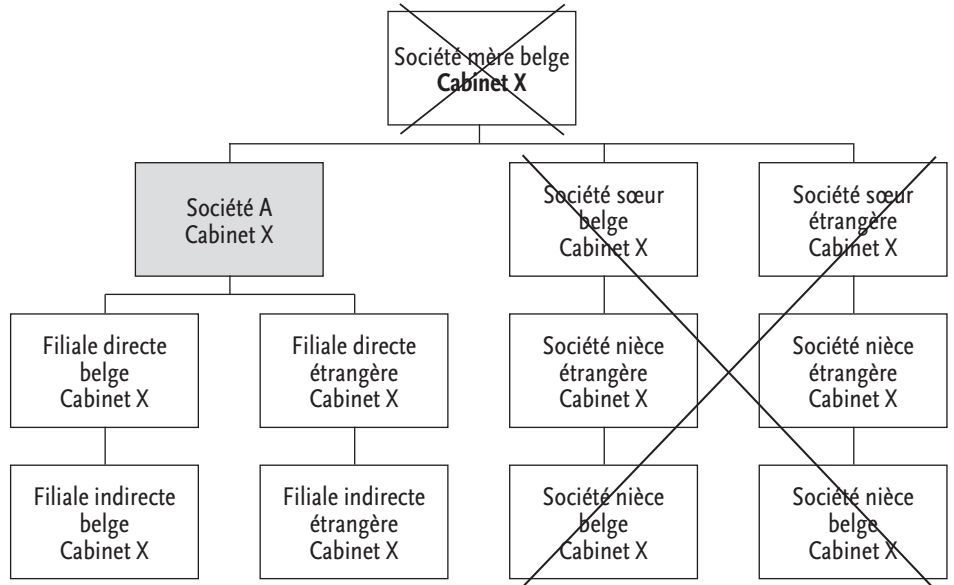 Société mère belge
Cabinet X
Société A
Cabinet X
Société sœur
belge
Cabinet X
Société sœur
étrangère
Cabinet X
Filiale directe
belge
Cabinet X
Filiale directe
étrangère
Cabinet X
Société nièce
étrangère
Cabinet X
Société nièce
étrangère
Cabinet X
Filiale indirecte
belge
Cabinet X
Filiale indirecte
étrangère
Cabinet X
Société nièce
belge
Cabinet X
Société nièce
belge
Cabinet X